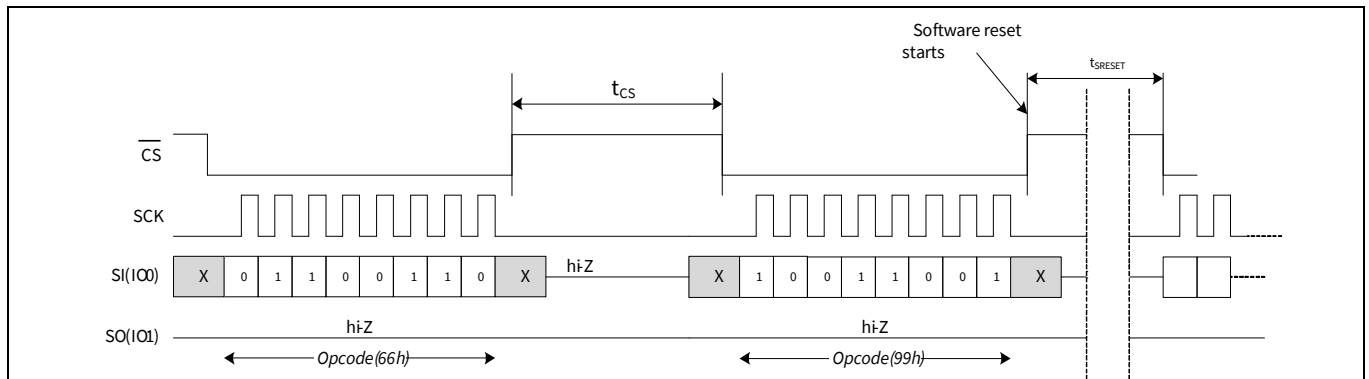 Software reset
starts
tSRESET
tCS
CS
SCK
SI(IO0) X 0 1 1 0 0 1 1 0 X hi-Z X 1 0 0 1 1 0 0 1 X
SO(IO1) hi-Z hi-Z
Opcode(66h) Opcode(99h)